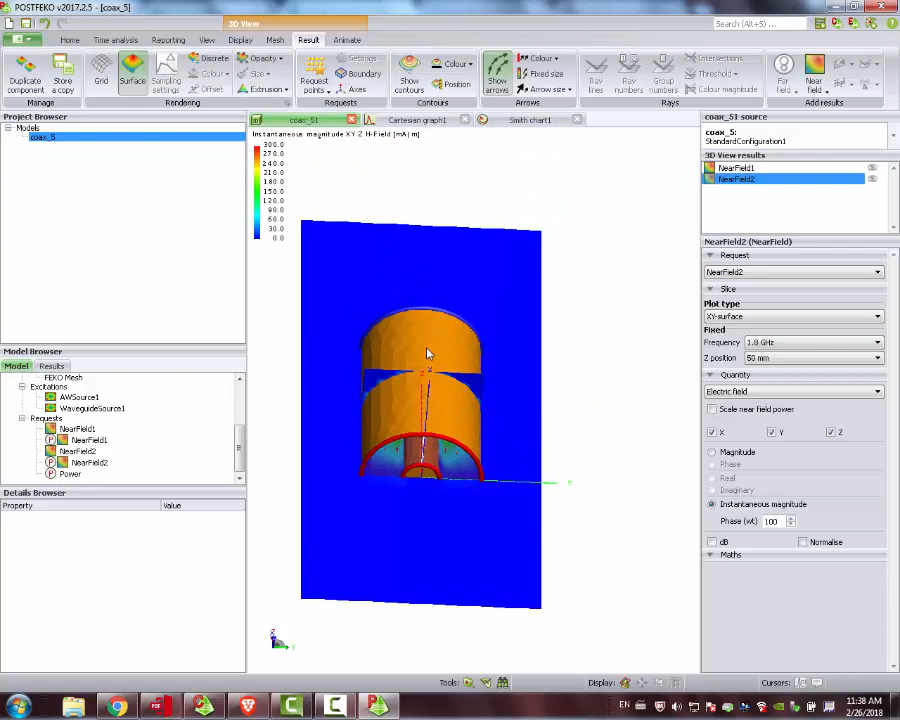 POSTFEKO v2017.2.5 - [coax_5]
3D View
Home Time analysis Reporting View Display Mesh Result Animate
Search (Alt+S) ...
Duplicate component
Store a copy
Manage
Grid
Surface
Sampling settings
Discrete
Colour
Offset
Opacity
Size
Extrusion
Rendering
Request points
Settings
Boundary
Axes
Requests
Show contours
Colour
Position
Contours
Show arrows
Colour
Fixed size
Arrow size
Arrows
Ray lines
Ray numbers
Group numbers
Intersections
Threshold
Colour magnitude
Rays
Far field
Near field
Add results
Project Browser
Models
coax_5
coax_51 Cartesian graph1 Smith chart1
Instantaneous magnitude XY Z H-Field [mA/m]
300.0
270.0
240.0
210.0
180.0
150.0
120.0
90.0
60.0
30.0
0.0
Z
X
Y
Z
Y
Model Browser
Model Results
FEKO Mesh
Excitations
AWSource1
WaveguideSource1
Requests
NearField1
P NearField1
NearField2
P NearField2
P Power
Details Browser
Property Value
coax_51 source
coax_5:
StandardConfiguration1
3D View results
NearField1
NearField2
NearField2 (NearField)
Request
NearField2
Slice
Plot type
XY-surface
Fixed
Frequency 1.8 GHz
Z position 50 mm
Quantity
Electric field
Scale near field power
X Y Z
Magnitude
Phase
Real
Imaginary
Instantaneous magnitude
Phase (wt) 100
dB Normalise
Maths
Tools: Display: Cursors:
EN
11:38 AM
2/26/2018